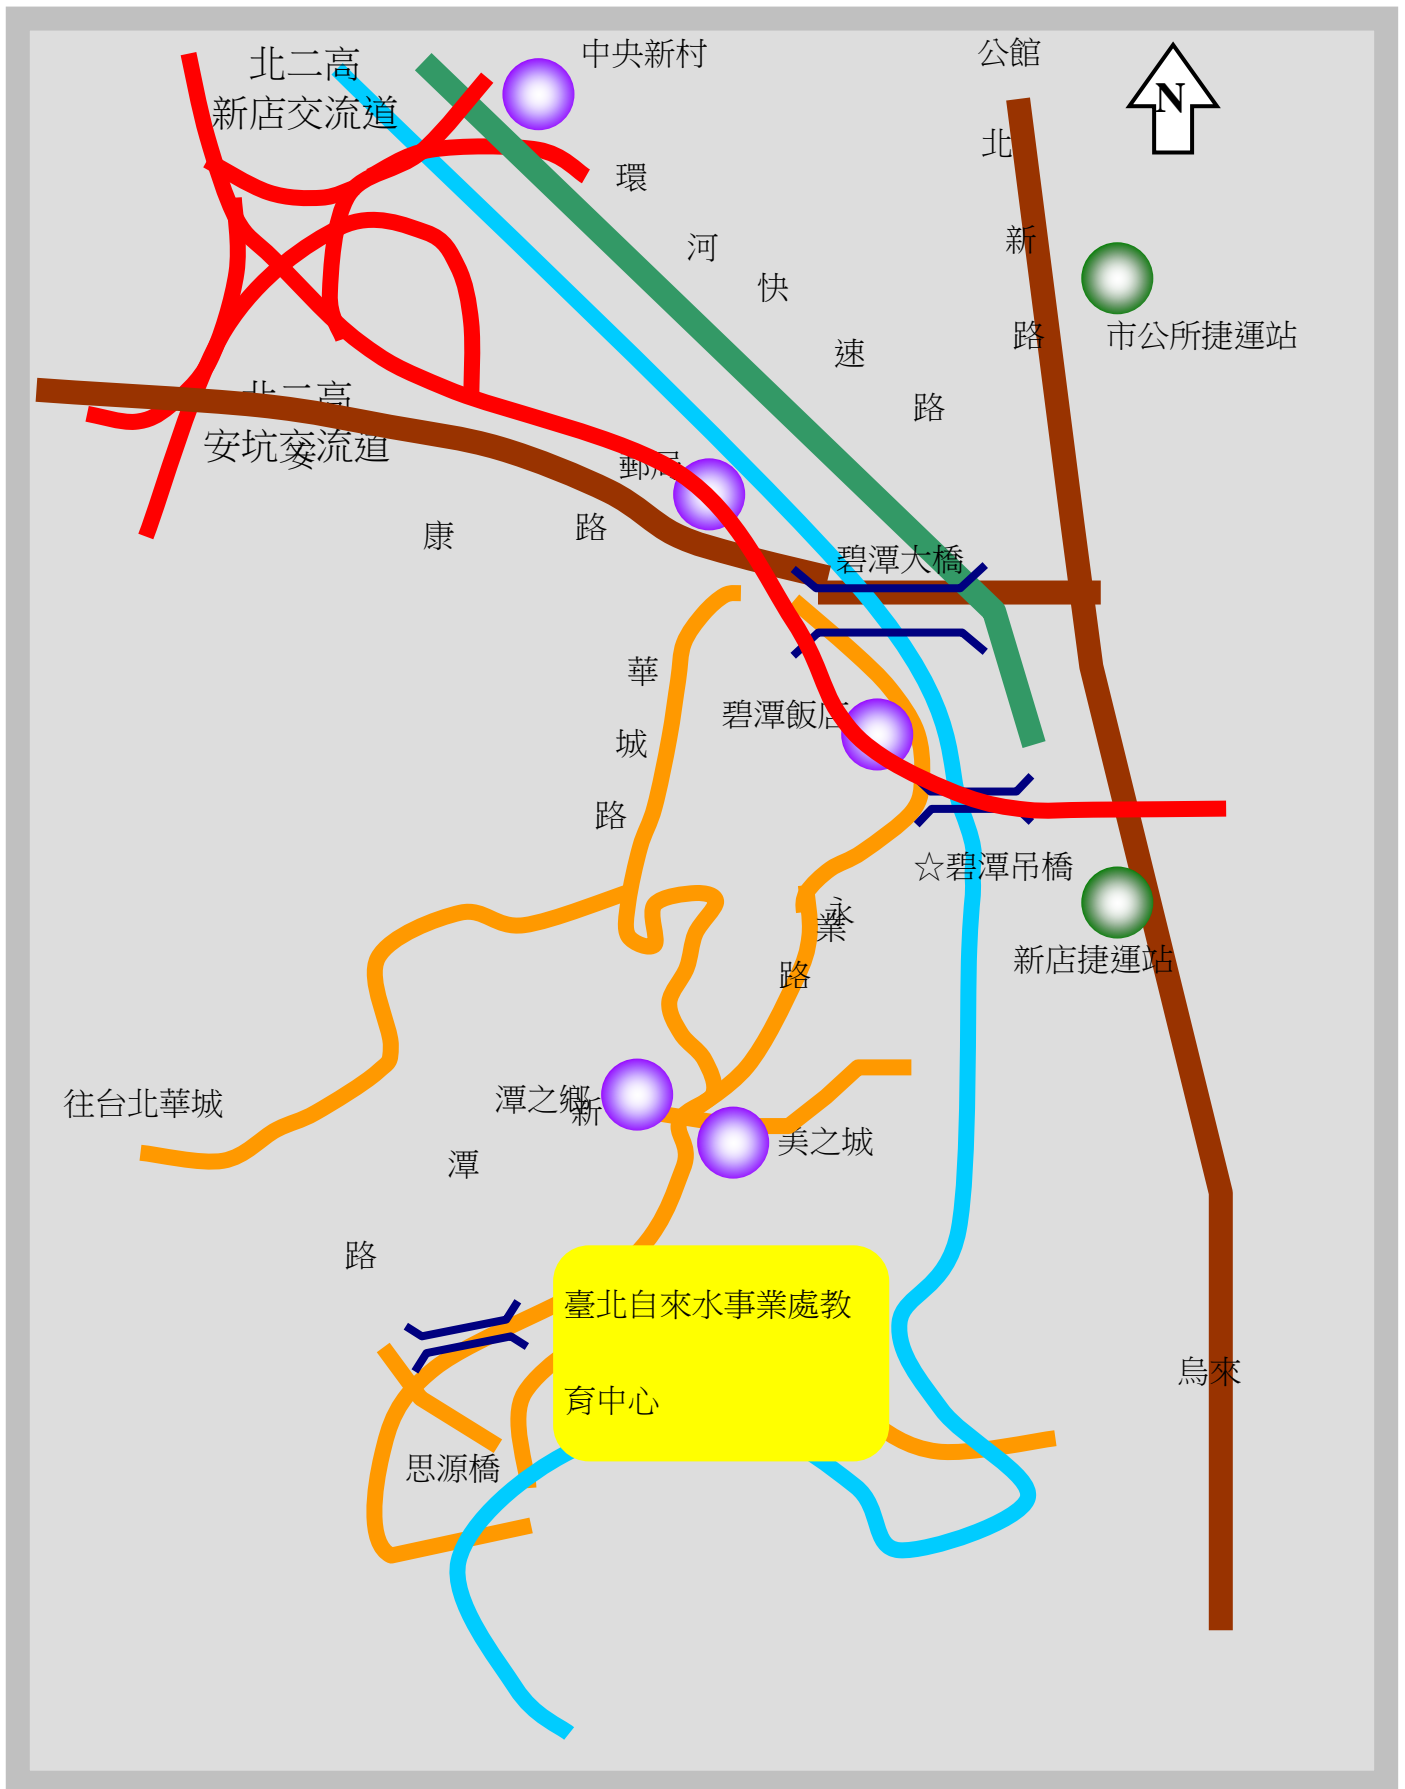 北二高
新店交流道
中央新村
公館
N
北
新
路
環
河
快
速
路
市公所捷運站
北二高
安坑交流道
安
康
路
郵局
碧潭大橋
華
城
路
碧潭飯店
☆碧潭吊橋
永
業
路
新店捷運站
往台北華城
潭之鄉
新
潭
路
美之城
臺北自來水事業處教
育中心
烏來
思源橋